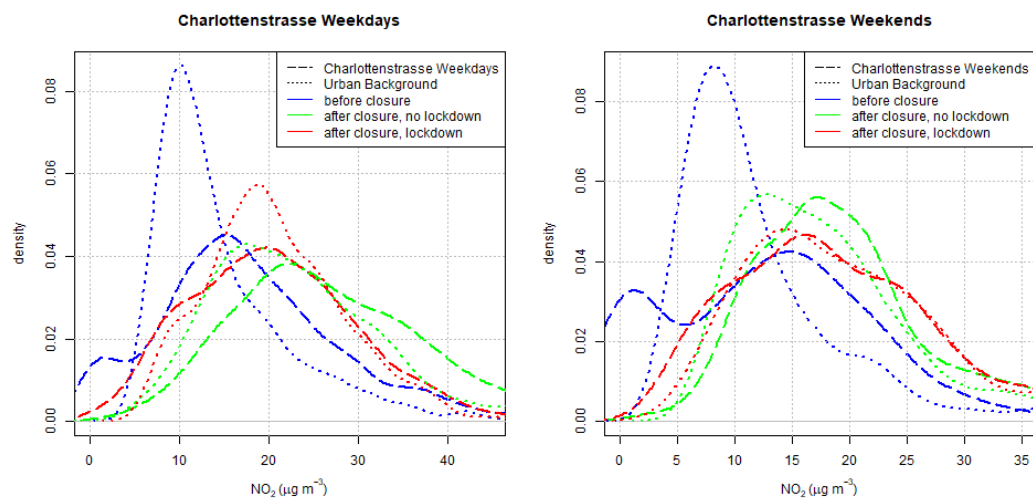 Charlottenstrasse Weekdays
density
0.00 0.02 0.04 0.06 0.08
Charlottenstrasse Weekdays
Urban Background
before closure
after closure, no lockdown
after closure, lockdown
0 10 20 30 40
NO₂ (μg m⁻³)
Charlottenstrasse Weekends
density
0.00 0.02 0.04 0.06 0.08
Charlottenstrasse Weekends
Urban Background
before closure
after closure, no lockdown
after closure, lockdown
0 5 10 15 20 25 30 35
NO₂ (μg m⁻³)